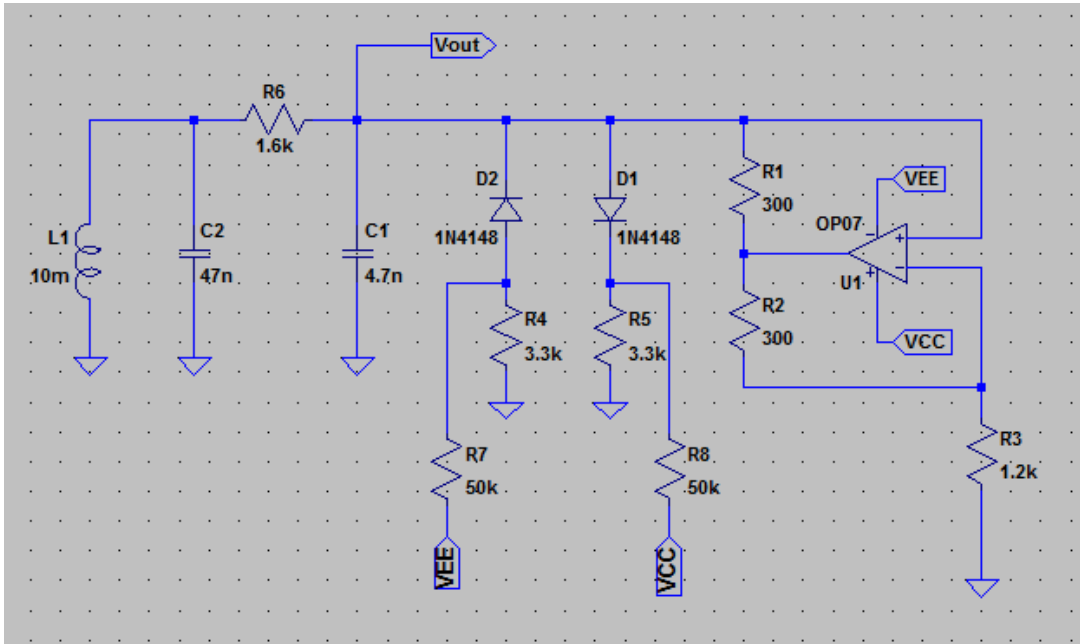 Vout
R6
1.6k
L1
10m
C2
47n
C1
4.7n
D2
1N4148
D1
1N4148
R1
300
OP07
VEE
+
−
U1
+
−
VCC
R2
300
R4
3.3k
R5
3.3k
R3
1.2k
R7
50k
R8
50k
VEE
VCC